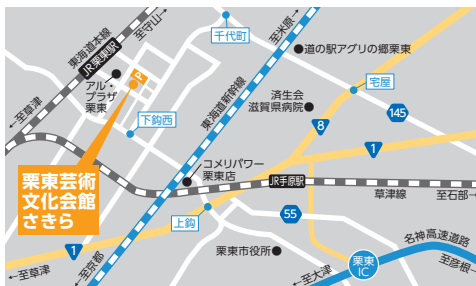 東海道本線
至守山→
至米原→
千代町
道の駅アグリの郷栗東
JR栗東駅
P
アル・
プラザ
栗東
東海道新幹線
済生会
滋賀県病院
宅屋
←至草津
下鈎西
8
145
1
コメリパワー
栗東店
JR手原駅
栗東芸術
文化会館
さきら
草津線
至石部→
上鈎
55
1
栗東市役所
名神高速道路
←至草津
←至京都
←至大津
栗東
IC
至彦根→